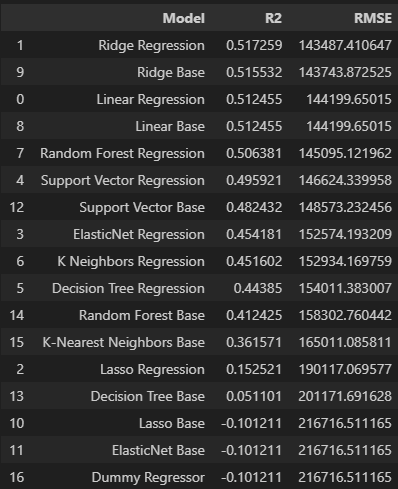 Model R2 RMSE
1 Ridge Regression 0.517259 143487.410647
9 Ridge Base 0.515532 143743.872525
0 Linear Regression 0.512455 144199.65015
8 Linear Base 0.512455 144199.65015
7 Random Forest Regression 0.506381 145095.121962
4 Support Vector Regression 0.495921 146624.339958
12 Support Vector Base 0.482432 148573.232456
3 ElasticNet Regression 0.454181 152574.193209
6 K Neighbors Regression 0.451602 152934.169759
5 Decision Tree Regression 0.44385 154011.383007
14 Random Forest Base 0.412425 158302.760442
15 K-Nearest Neighbors Base 0.361571 165011.085811
2 Lasso Regression 0.152521 190117.069577
13 Decision Tree Base 0.051101 201171.691628
10 Lasso Base -0.101211 216716.511165
11 ElasticNet Base -0.101211 216716.511165
16 Dummy Regressor -0.101211 216716.511165